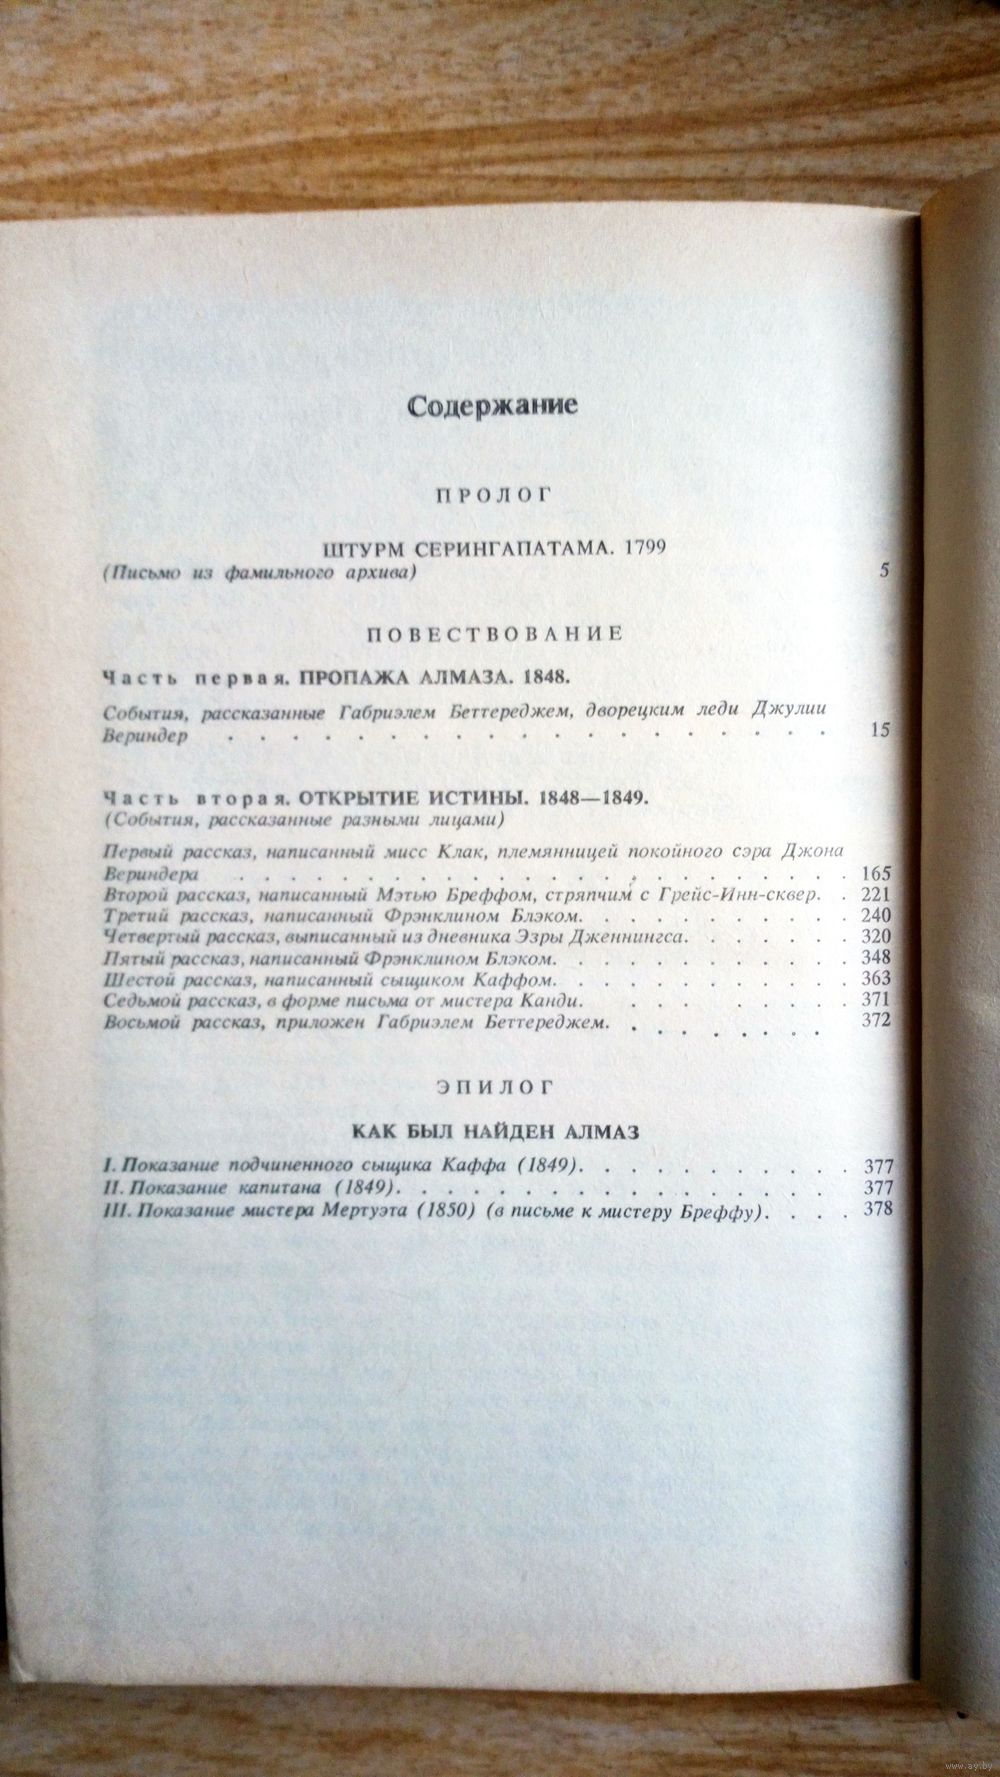 Содержание
ПРОЛОГ
ШТУРМ СЕРИНГАПАТАМА. 1799
(Письмо из фамильного архива) 5
ПОВЕСТВОВАНИЕ
Часть первая. ПРОПАЖА АЛМАЗА. 1848.
События, рассказанные Габриэлем Беттереджем, дворецким леди Джулии
Вериндер . . . . . . . . . . . . . . . . . . 15
Часть вторая. ОТКРЫТИЕ ИСТИНЫ. 1848—1849.
(События, рассказанные разными лицами)
Первый рассказ, написанный мисс Клак, племянницей покойного сэра Джона
Вериндера . . . . . . . . . . . . . . . . . . 165
Второй рассказ, написанный Мэтью Бреффом, стряпчим с Грейс-Инн-сквер. . 221
Третий рассказ, написанный Фрэнклином Блэком. . . . . . . . . . 240
Четвертый рассказ, выписанный из дневника Эзры Дженнингса. . . . . . . 320
Пятый рассказ, написанный Фрэнклином Блэком. . . . . . . . . . . 348
Шестой рассказ, написанный сыщиком Каффом. . . . . . . . . . . 363
Седьмой рассказ, в форме письма от мистера Канди. . . . . . . . . 371
Восьмой рассказ, приложен Габриэлем Беттереджем. . . . . . . . 372
ЭПИЛОГ
КАК БЫЛ НАЙДЕН АЛМАЗ
I. Показание подчиненного сыщика Каффа (1849). . . . . . . . . . . 377
II. Показание капитана (1849). . . . . . . . . . . . . . . . 377
III. Показание мистера Мертуэта (1850) (в письме к мистеру Бреффу). . . . 378
www.ay.by